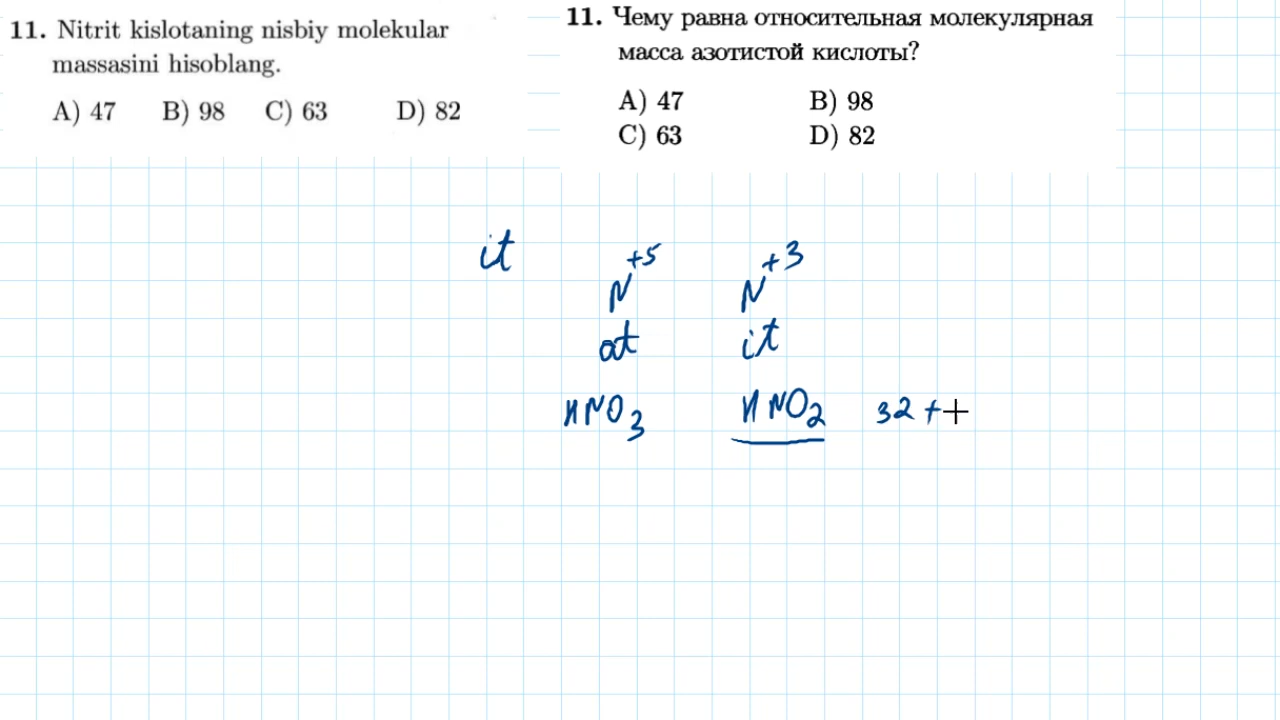 11. Nitrit kislotaning nisbiy molekular
massasini hisoblang.
A) 47 B) 98 C) 63 D) 82
11. Чему равна относительная молекулярная
масса азотистой кислоты?
A) 47 B) 98
C) 63 D) 82
it
N+5 N+3
at it
HNO3 HNO2 32 +